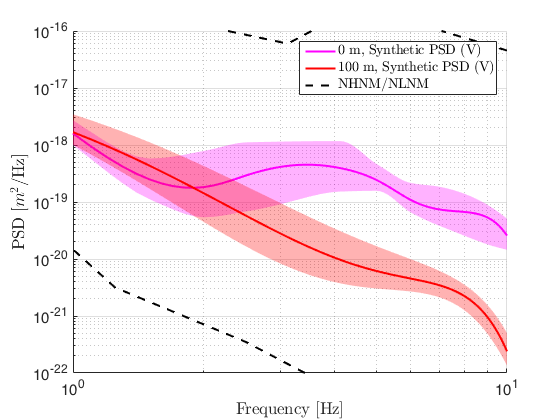 10^-16
10^-17
10^-18
10^-19
10^-20
10^-21
10^-22
PSD [m^2/Hz]
0 m, Synthetic PSD (V)
100 m, Synthetic PSD (V)
NHNM/NLNM
10^0
10^1
Frequency [Hz]